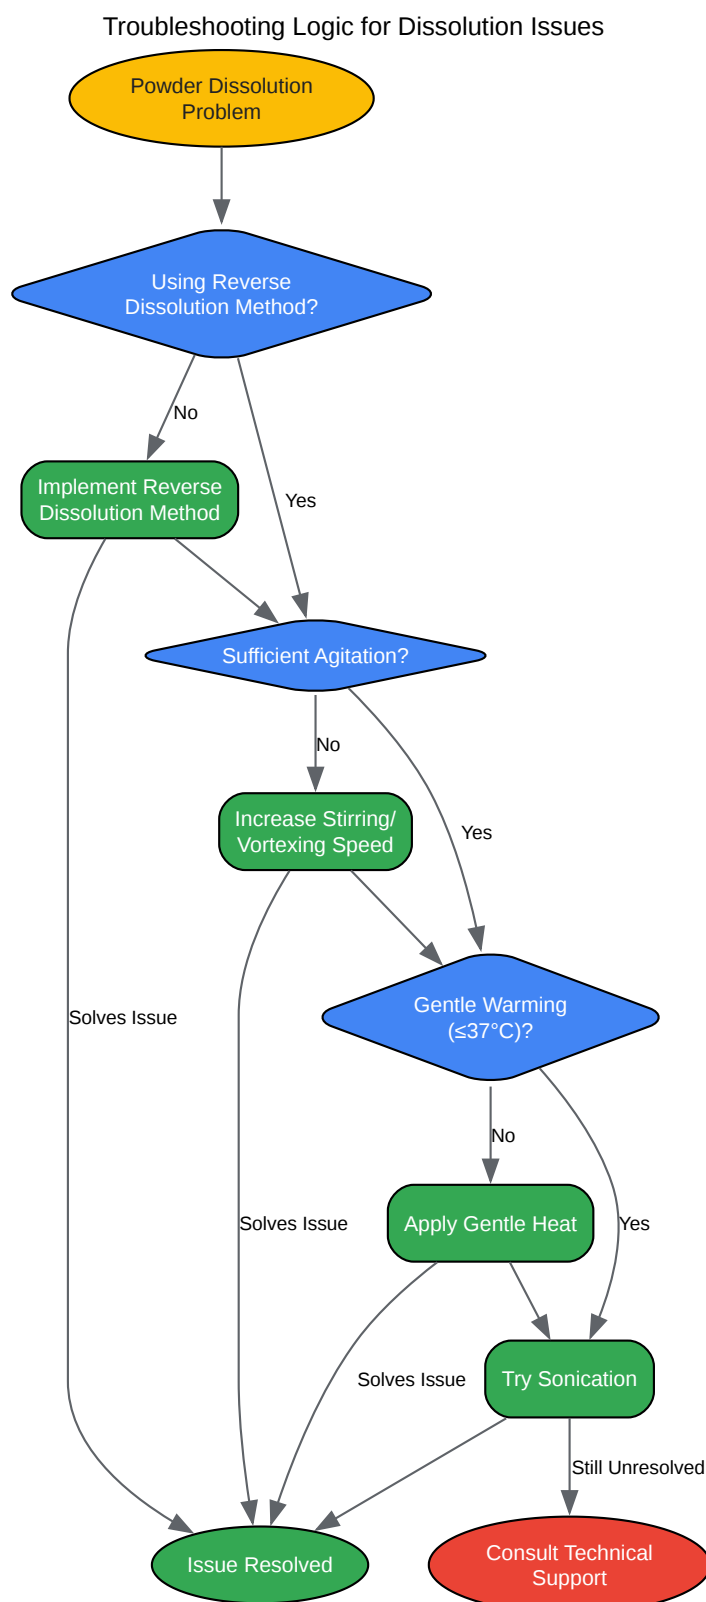 Troubleshooting Logic for Dissolution Issues
Powder Dissolution
Problem
Using Reverse
Dissolution Method?
No
Implement Reverse
Dissolution Method
Yes
Sufficient Agitation?
No
Increase Stirring/
Vortexing Speed
Yes
Gentle Warming
(≤37°C)?
Solves Issue
No
Apply Gentle Heat
Solves Issue
Yes
Solves Issue
Try Sonication
Still Unresolved
Issue Resolved
Consult Technical
Support